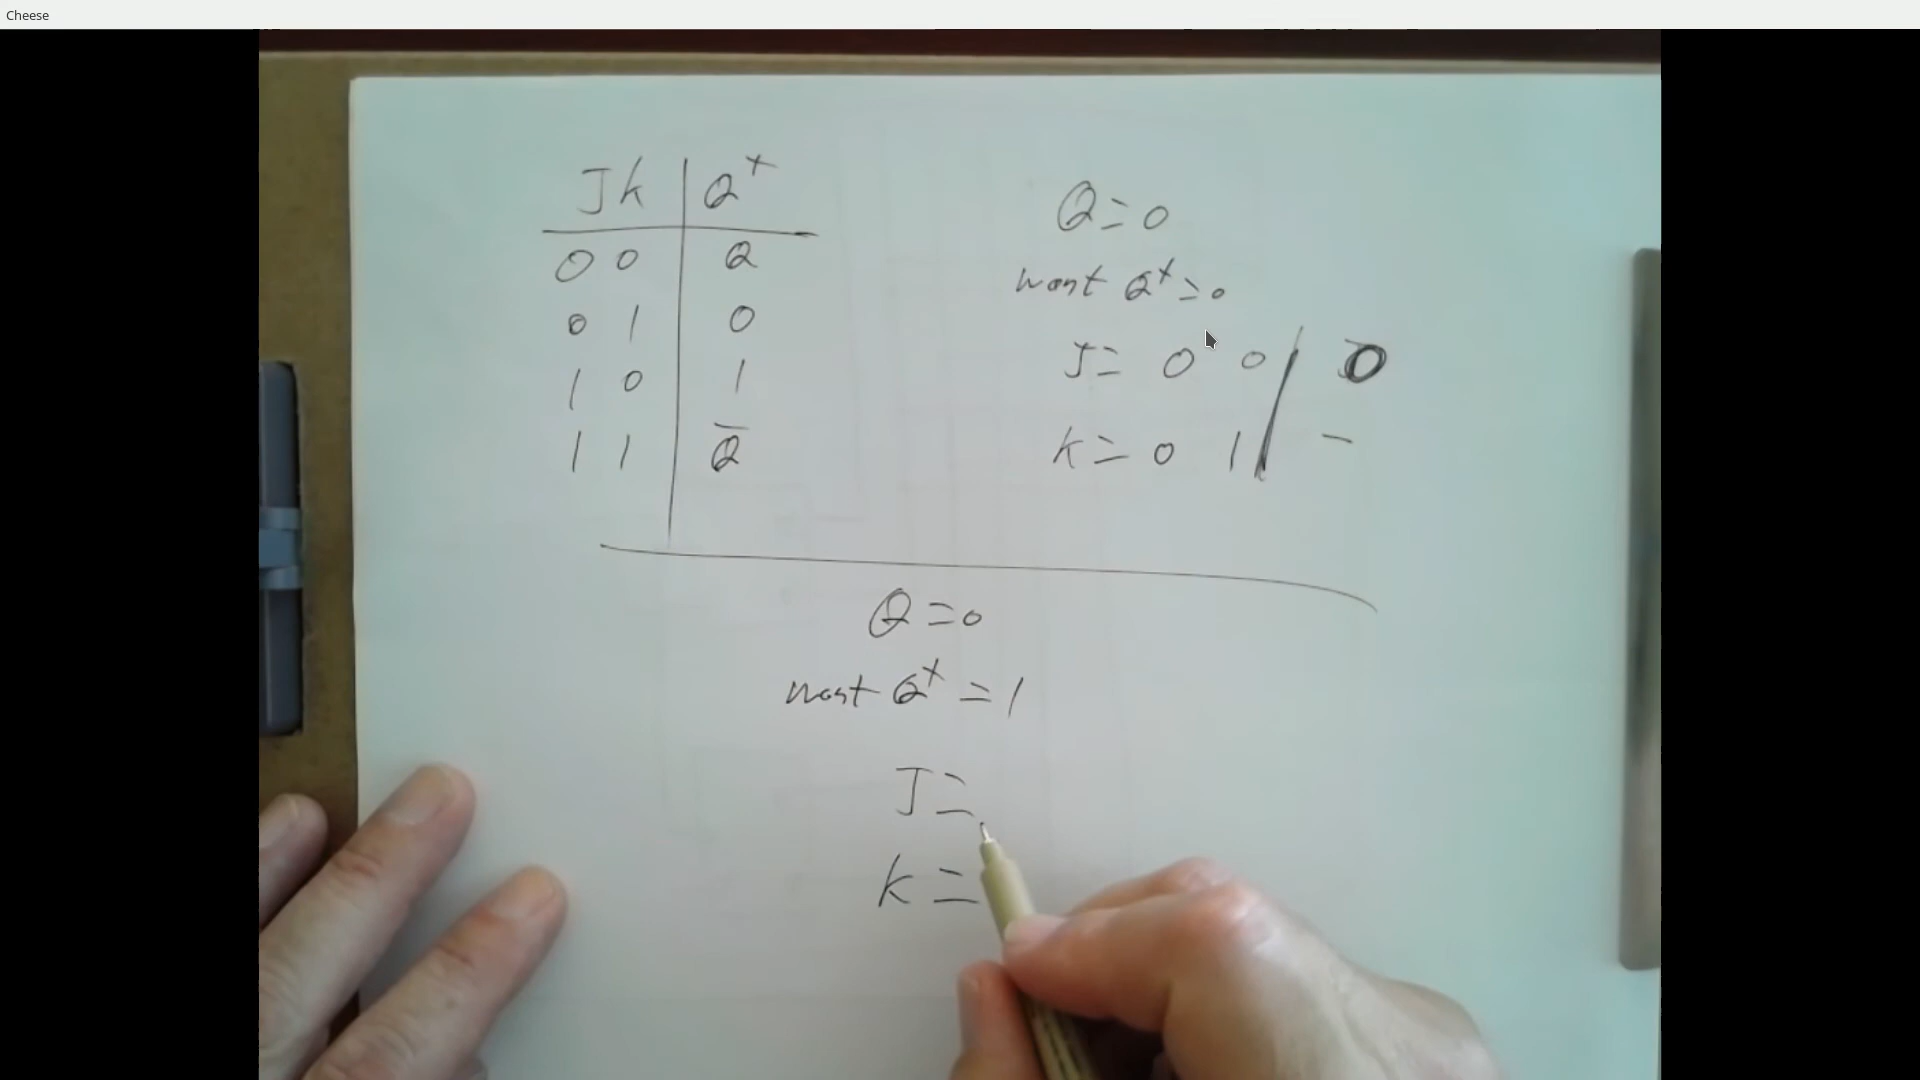 Cheese
J K | Q⁺
0 0 | Q
0 1 | 0
1 0 | 1
1 1 | Q̅
Q = 0
want Q⁺ = 0
J = 0 0 / 0
K = 0 1 / -
Q = 0
want Q⁺ = 1
J =
K =